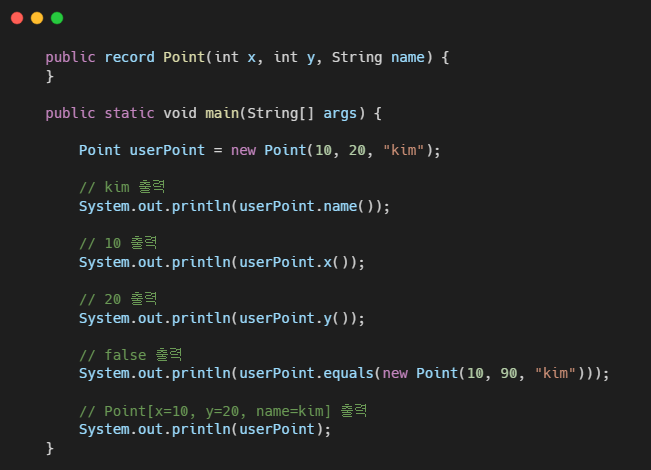 public record Point(int x, int y, String name) {
}
public static void main(String[] args) {
Point userPoint = new Point(10, 20, "kim");
// kim 출력
System.out.println(userPoint.name());
// 10 출력
System.out.println(userPoint.x());
// 20 출력
System.out.println(userPoint.y());
// false 출력
System.out.println(userPoint.equals(new Point(10, 90, "kim")));
// Point[x=10, y=20, name=kim] 출력
System.out.println(userPoint);
}